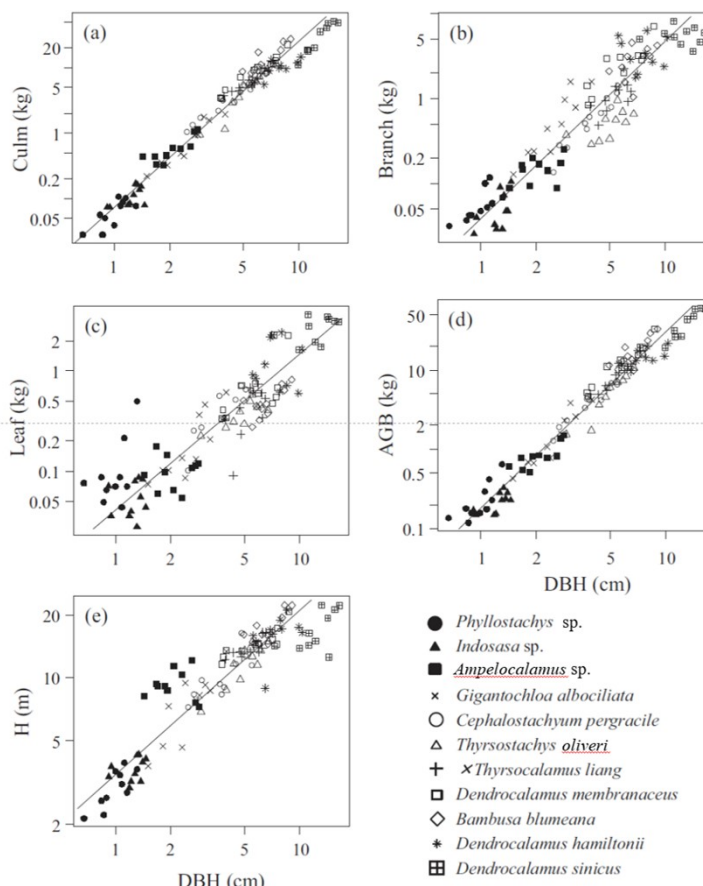 (a)
Culm (kg)
20
5
1
0.2
0.05
1 2 5 10
(b)
Branch (kg)
5
1
0.2
0.05
1 2 5 10
(c)
Leaf (kg)
2
1
0.5
0.2
0.1
0.05
1 2 5 10
(d)
AGB (kg)
50
10
2
0.5
0.1
1 2 5 10
DBH (cm)
(e)
H (m)
20
10
5
2
1 2 5 10
DBH (cm)
Phyllostachys sp.
Indosasa sp.
Ampelocalamus sp.
Gigantochloa albociliata
Cephalostachyum pergracile
Thyrsostachys oliveri
×Thyrsocalamus liang
Dendrocalamus membranaceus
Bambusa blumeana
Dendrocalamus hamiltonii
Dendrocalamus sinicus